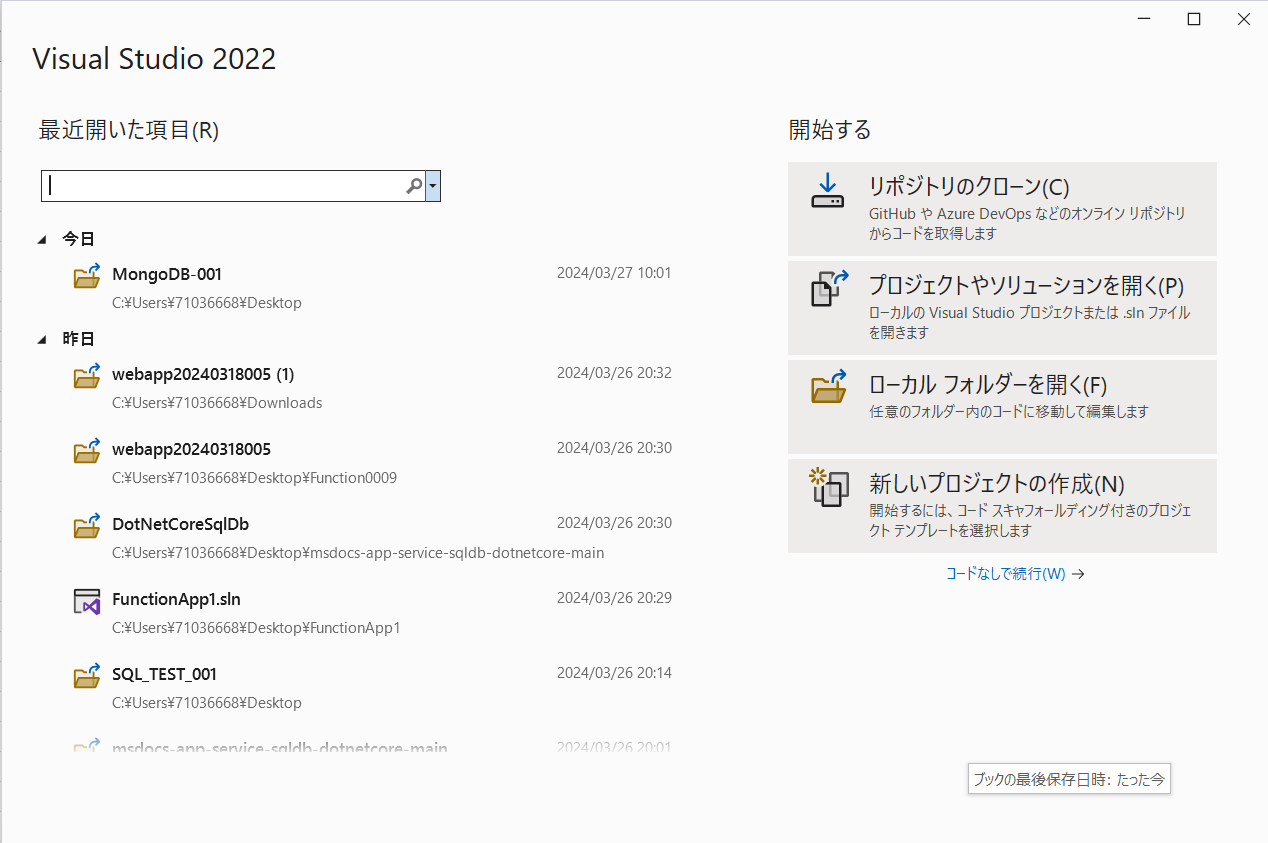 Visual Studio 2022
最近開いた項目(R)
今日
MongoDB-001 2024/03/27 10:01
C:¥Users¥71036668¥Desktop
昨日
webapp20240318005 (1) 2024/03/26 20:32
C:¥Users¥71036668¥Downloads
webapp20240318005 2024/03/26 20:30
C:¥Users¥71036668¥Desktop¥Function0009
DotNetCoreSqlDb 2024/03/26 20:30
C:¥Users¥71036668¥Desktop¥msdocs-app-service-sqldb-dotnetcore-main
FunctionApp1.sln 2024/03/26 20:29
C:¥Users¥71036668¥Desktop¥FunctionApp1
SQL_TEST_001 2024/03/26 20:14
C:¥Users¥71036668¥Desktop
msdocs-app-service-sqldb-dotnetcore-main 2024/03/26 20:01
開始する
リポジトリのクローン(C)
GitHub や Azure DevOps などのオンライン リポジトリ
からコードを取得します
プロジェクトやソリューションを開く(P)
ローカルの Visual Studio プロジェクトまたは .sln ファイル
を開きます
ローカル フォルダーを開く(F)
任意のフォルダー内のコードに移動して編集します
新しいプロジェクトの作成(N)
開始するには、コード スキャフォールディング付きのプロジェ
クト テンプレートを選択します
コードなしで続行(W) →
ブックの最後保存日時: たった今